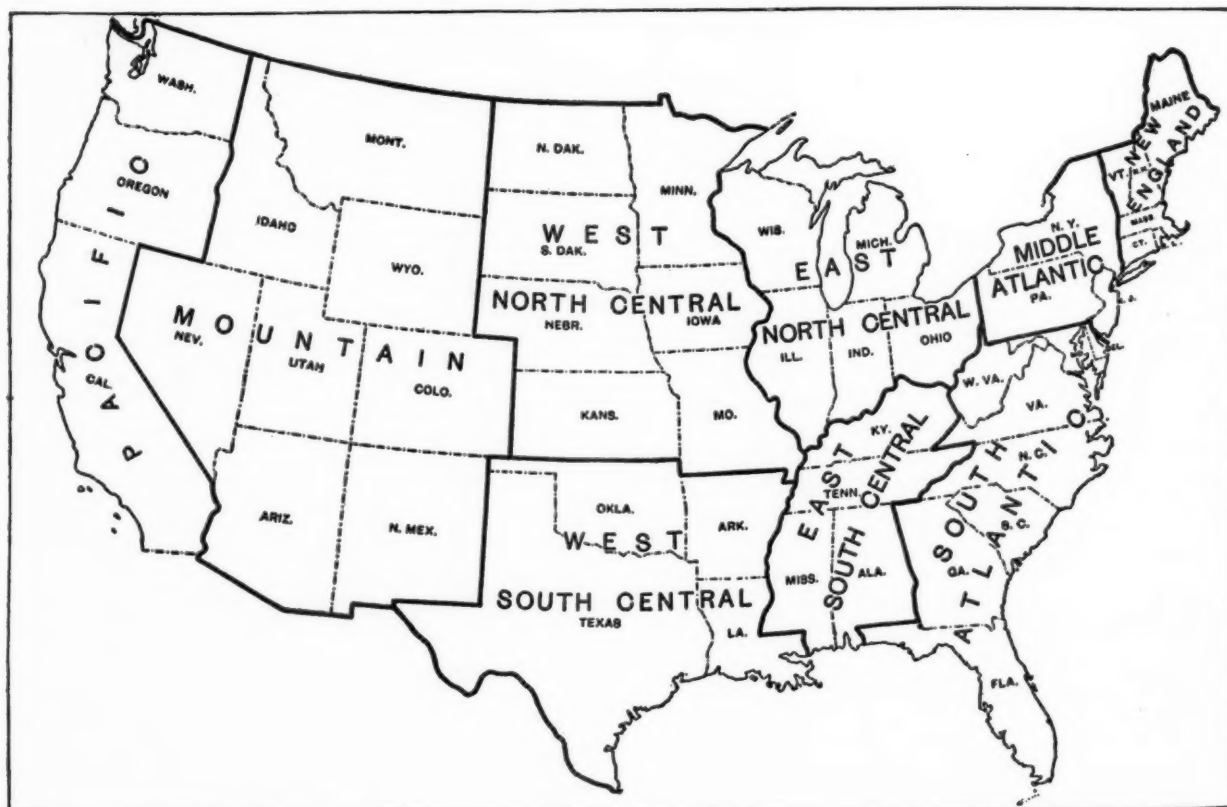 WASH.
OREGON
CAL.
PACIFIC
MONT.
IDAHO
WYO.
NEV.
UTAH
COLO.
ARIZ.
N. MEX.
MOUNTAIN
N. DAK.
MINN.
WEST
S. DAK.
NORTH CENTRAL
NEBR.
IOWA
KANS.
MO.
WIS.
MICH.
EAST
NORTH CENTRAL
ILL.
IND.
OHIO
OKLA.
ARK.
WEST
SOUTH CENTRAL
TEXAS
LA.
KY.
TENN.
MISS.
ALA.
EAST
SOUTH CENTRAL
W. VA.
VA.
N. C.
S. C.
GA.
FLA.
SOUTH
ATLANTIC
N. Y.
MIDDLE
ATLANTIC
PA.
N. J.
DEL.
MAINE
NEW
ENGLAND
VT.
MASS.
CT.